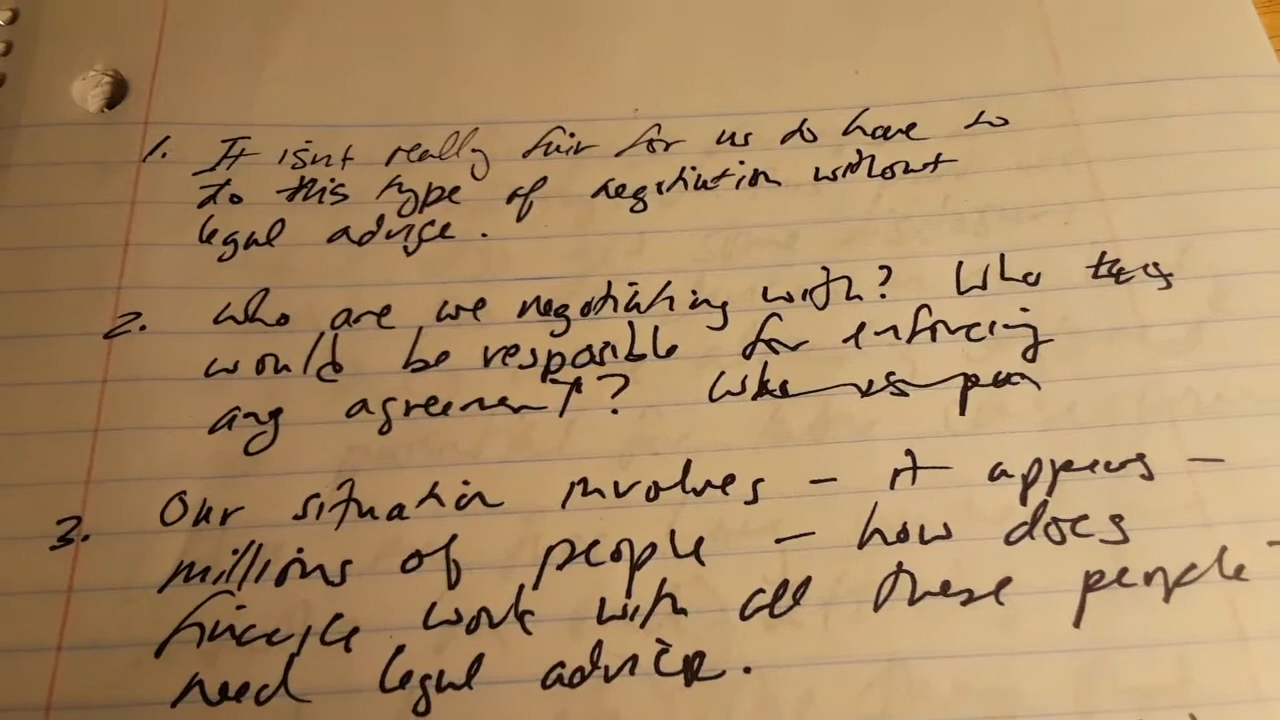 1. It isnt really fair for us to have to
do this type of negotiation without
legal advice.
2. Who are we negotiating with? Who
would be responsible for enforcing
any agreement?
3. Our situation involves - it appears -
millions of people - how does
work with all these people -
need legal advice.